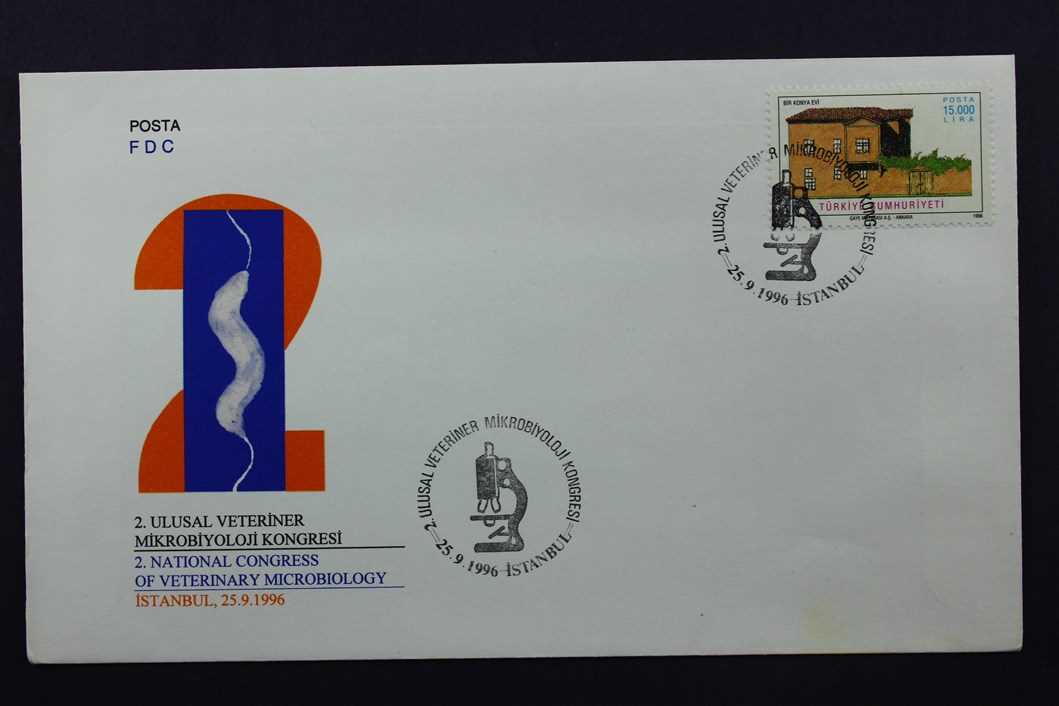 POSTA
FDC
BİR KONYA EVİ
POSTA
15.000
LİRA
TÜRKİYE CUMHURİYETİ
ANKARA
1996
2. ULUSAL VETERİNER MİKROBİYOLOJİ KONGRESİ
25.9.1996 İSTANBUL
2. ULUSAL VETERİNER MİKROBİYOLOJİ KONGRESİ
25.9.1996 İSTANBUL
2. ULUSAL VETERİNER
MİKROBİYOLOJİ KONGRESİ
2. NATIONAL CONGRESS
OF VETERINARY MICROBIOLOGY
İSTANBUL, 25.9.1996